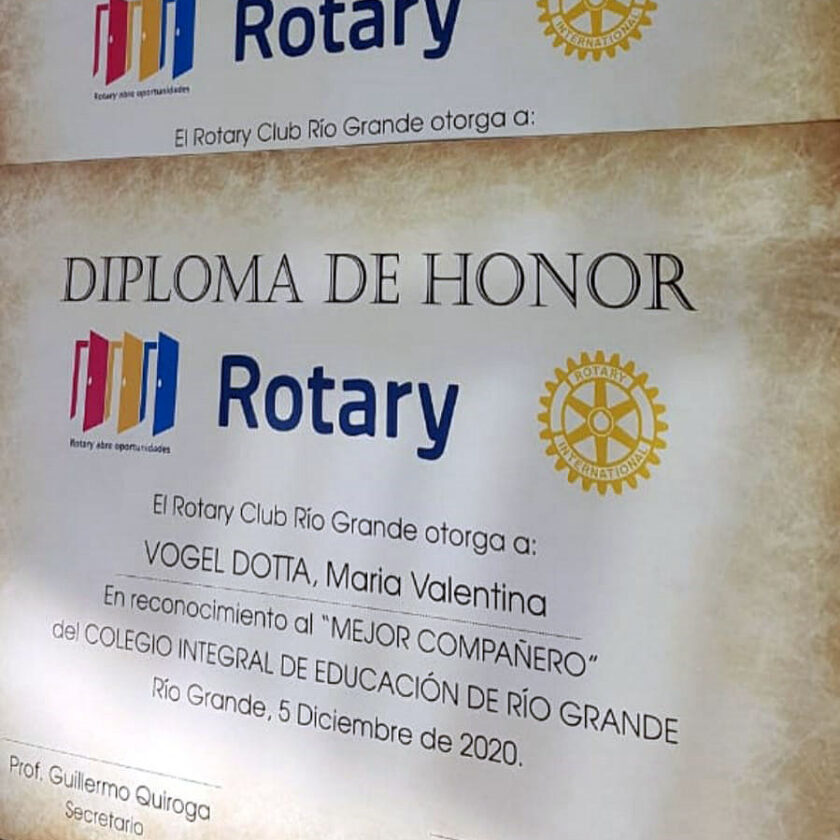 Rotary
Rotary abre oportunidades
INTERNATIONAL
El Rotary Club Río Grande otorga a:
DIPLOMA DE HONOR
Rotary
Rotary abre oportunidades
ROTARY
INTERNATIONAL
El Rotary Club Río Grande otorga a:
VOGEL DOTTA, Maria Valentina
En reconocimiento al "MEJOR COMPAÑERO"
del COLEGIO INTEGRAL DE EDUCACIÓN DE RÍO GRANDE
Río Grande, 5 Diciembre de 2020.
Prof. Guillermo Quiroga
Secretario